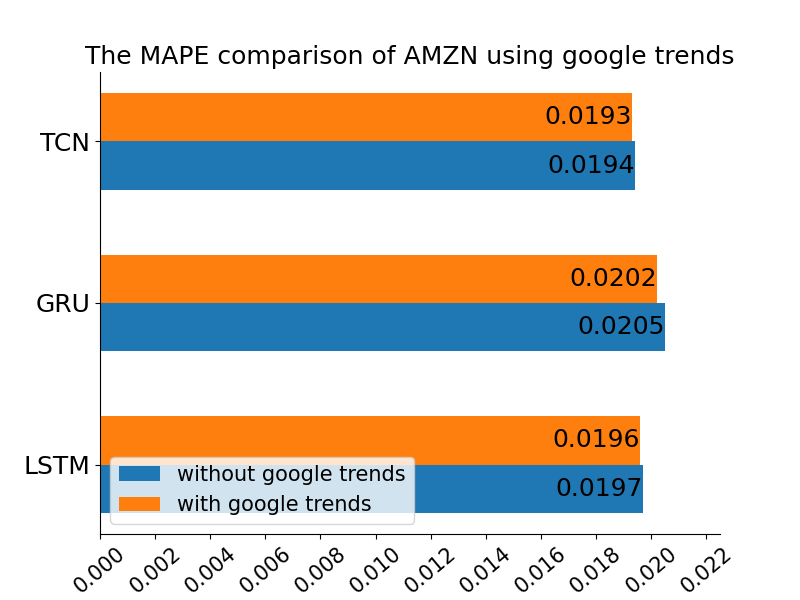 The MAPE comparison of AMZN using google trends
TCN
0.0193
0.0194
GRU
0.0202
0.0205
LSTM
0.0196
0.0197
without google trends
with google trends
0.000 0.002 0.004 0.006 0.008 0.010 0.012 0.014 0.016 0.018 0.020 0.022